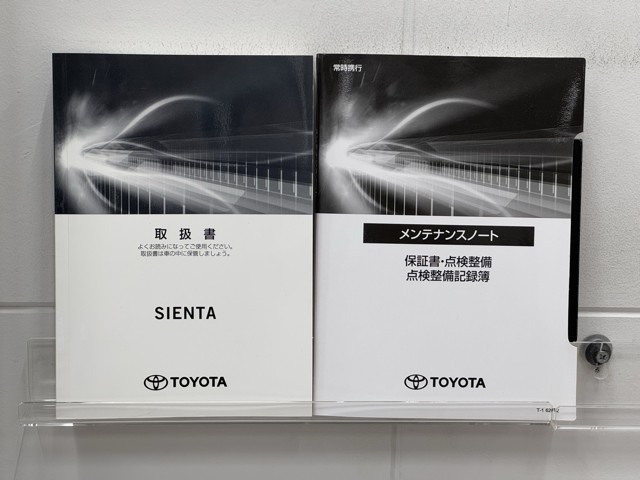 取扱書
よくお読みになってご使用ください。
取扱書は車の中に保管しましょう。
SIENTA
TOYOTA
常時携行
メンテナンスノート
保証書・点検整備
点検整備記録簿
TOYOTA